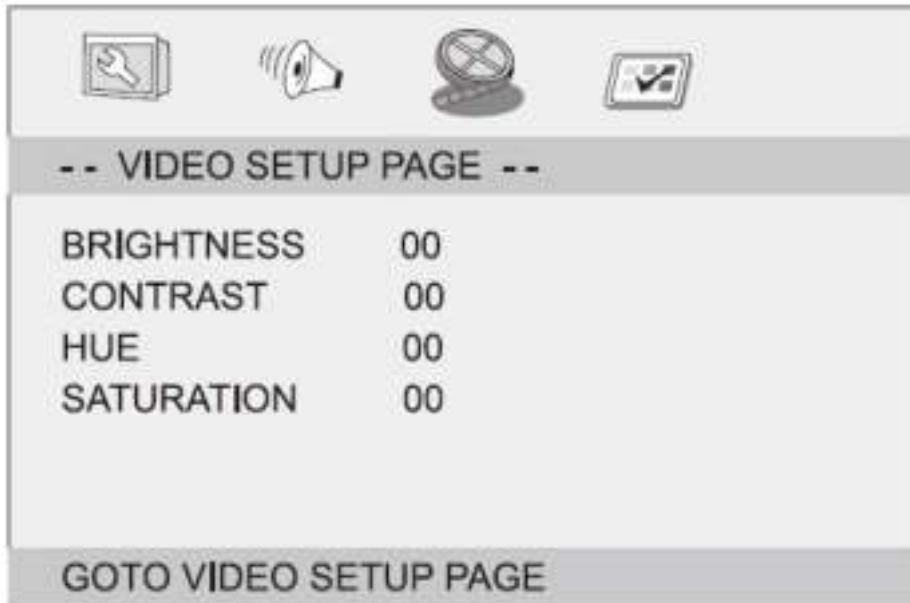 -- VIDEO SETUP PAGE --
BRIGHTNESS 00
CONTRAST 00
HUE 00
SATURATION 00
GOTO VIDEO SETUP PAGE